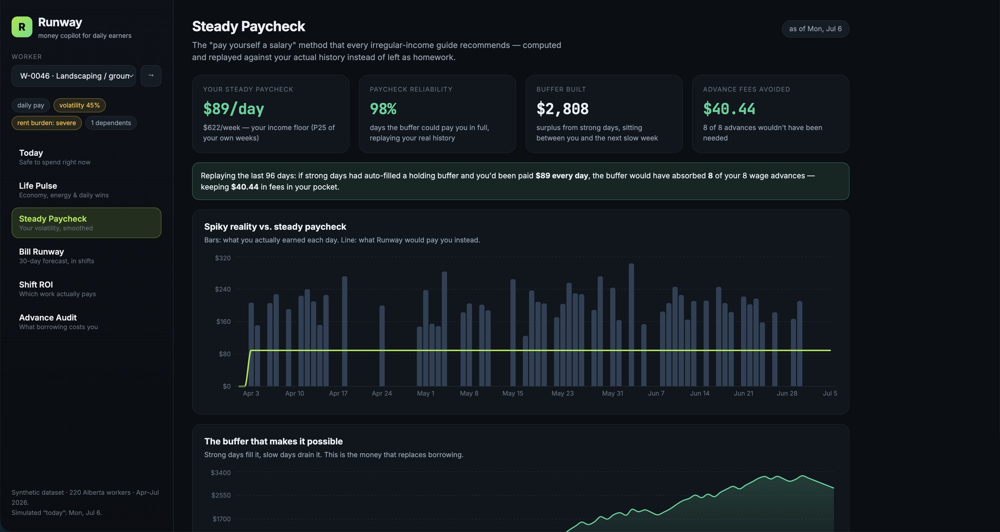 R
Runway
money copilot for daily earners
WORKER
W-0046 · Landscaping / groun
→
daily pay
volatility 45%
rent burden: severe
1 dependents
Today
Safe to spend right now
Life Pulse
Economy, energy & daily wins
Steady Paycheck
Your volatility, smoothed
Bill Runway
30-day forecast, in shifts
Shift ROI
Which work actually pays
Advance Audit
What borrowing costs you
Synthetic dataset · 220 Alberta workers · Apr–Jul
2026.
Simulated “today”: Mon, Jul 6.
Steady Paycheck
as of Mon, Jul 6
The "pay yourself a salary" method that every irregular-income guide recommends — computed
and replayed against your actual history instead of left as homework.
YOUR STEADY PAYCHECK
$89/day
$622/week — your income floor (P25 of
your own weeks)
PAYCHECK RELIABILITY
98%
days the buffer could pay you in full,
replaying your real history
BUFFER BUILT
$2,808
surplus from strong days, sitting
between you and the next slow week
ADVANCE FEES AVOIDED
$40.44
8 of 8 advances wouldn't have been
needed
Replaying the last 96 days: if strong days had auto-filled a holding buffer and you'd been paid $89 every day, the buffer would have absorbed 8 of your 8 wage advances —
keeping $40.44 in fees in your pocket.
Spiky reality vs. steady paycheck
Bars: what you actually earned each day. Line: what Runway would pay you instead.
$320
$240
$160
$80
$0
Apr 3 Apr 10 Apr 17 Apr 24 May 1 May 8 May 15 May 23 May 31 Jun 7 Jun 14 Jun 21 Jun 28 Jul 5
The buffer that makes it possible
Strong days fill it, slow days drain it. This is the money that replaces borrowing.
$3400
$2550
$1700